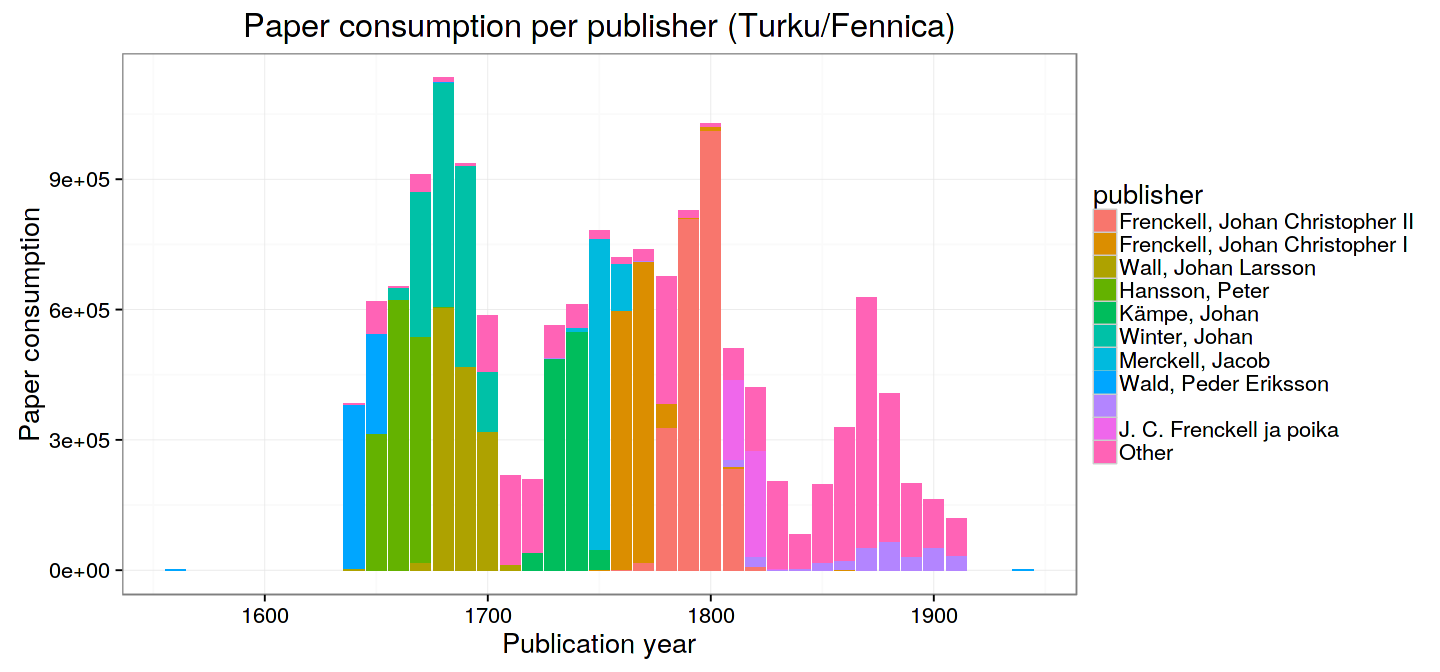 Paper consumption per publisher (Turku/Fennica)
Paper consumption
9e+05
6e+05
3e+05
0e+00
1600 1700 1800 1900
Publication year
publisher
Frenckell, Johan Christopher II
Frenckell, Johan Christopher I
Wall, Johan Larsson
Hansson, Peter
Kämpe, Johan
Winter, Johan
Merckell, Jacob
Wald, Peder Eriksson
J. C. Frenckell ja poika
Other